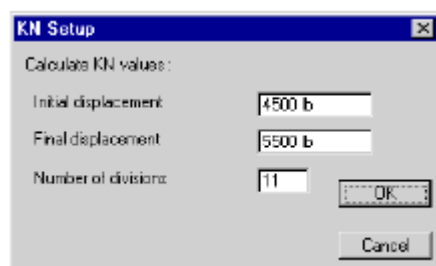 KN Setup
Calculate KN values:
Initial displacement 4500 lb
Final displacement 5500 lb
Number of divisions 11
OK
Cancel